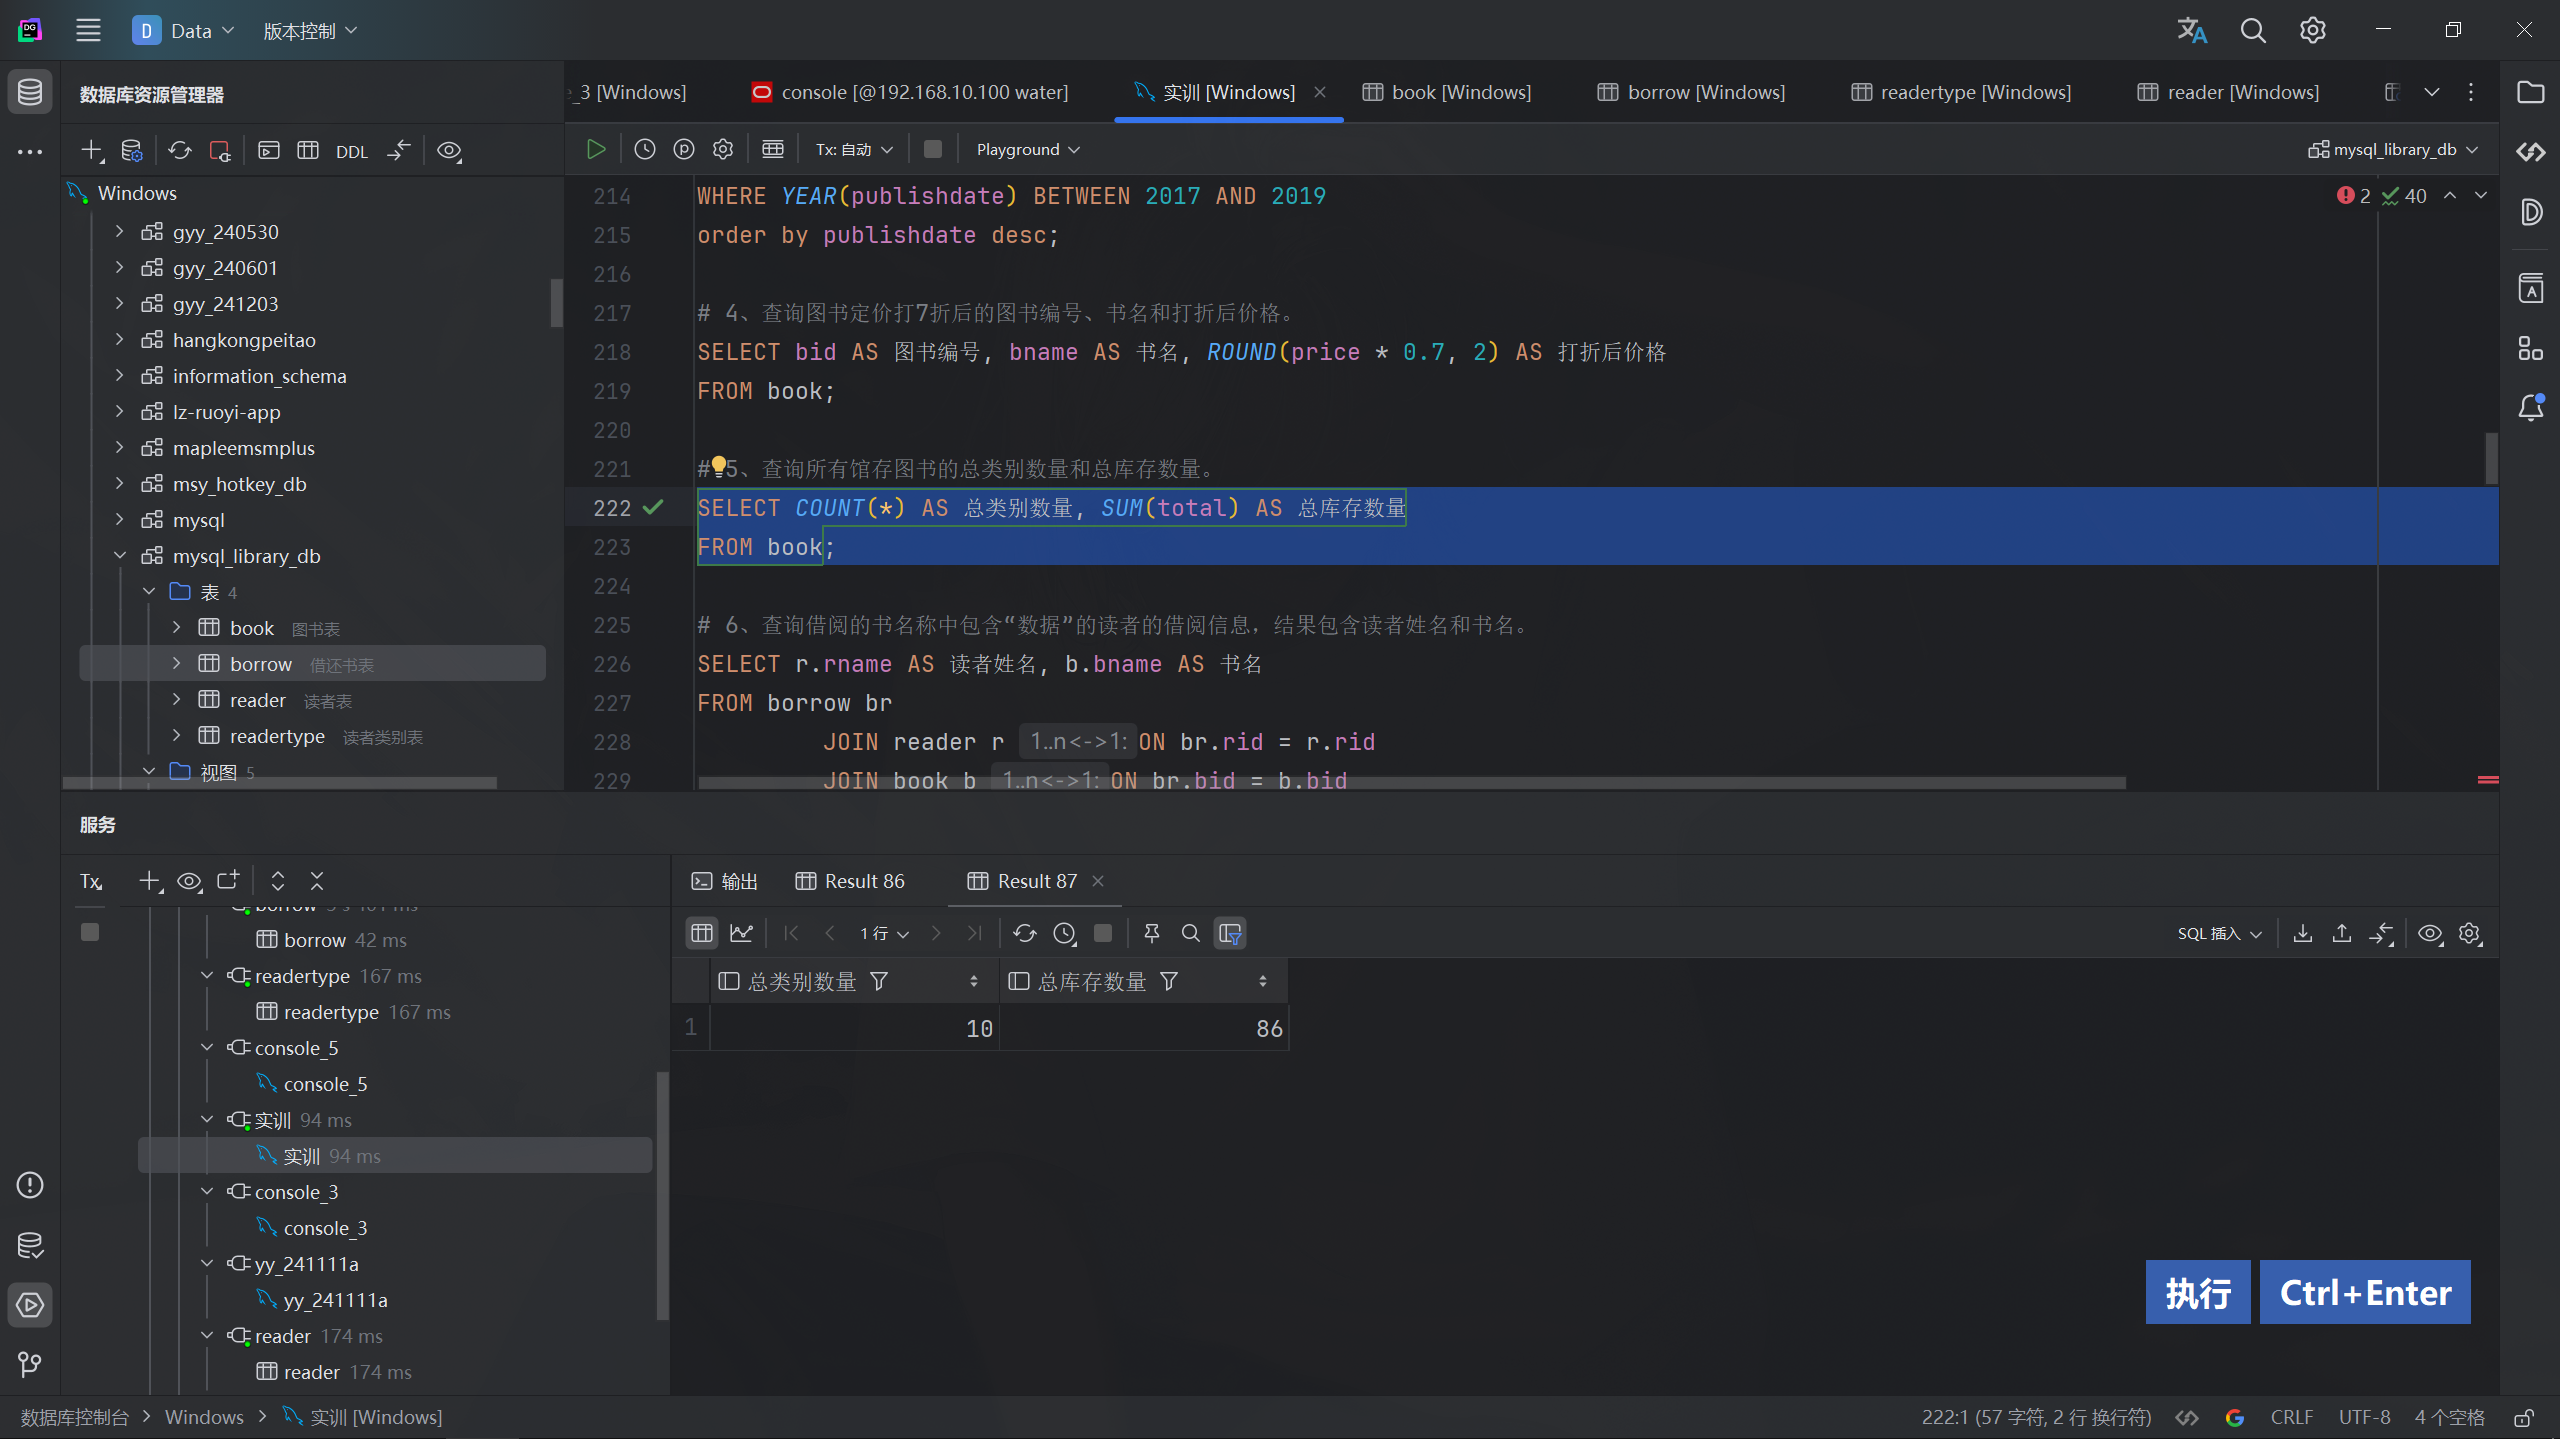 D Data 版本控制
数据库资源管理器
_3 [Windows] console [@192.168.10.100 water] 实训 [Windows] book [Windows] borrow [Windows] readertype [Windows] reader [Windows]
DDL
Tx: 自动 Playground mysql_library_db
Windows
gyy_240530
gyy_240601
gyy_241203
hangkongpeitao
information_schema
lz-ruoyi-app
mapleemsmplus
msy_hotkey_db
mysql
mysql_library_db
表 4
book 图书表
borrow 借还书表
reader 读者表
readertype 读者类别表
视图 5
2 40
214 WHERE YEAR(publishdate) BETWEEN 2017 AND 2019
215 order by publishdate desc;
216
217 # 4、查询图书定价打7折后的图书编号、书名和打折后价格。
218 SELECT bid AS 图书编号, bname AS 书名, ROUND(price * 0.7, 2) AS 打折后价格
219 FROM book;
220
221 # 5、查询所有馆存图书的总类别数量和总库存数量。
222 SELECT COUNT(*) AS 总类别数量, SUM(total) AS 总库存数量
223 FROM book;
224
225 # 6、查询借阅的书名称中包含“数据”的读者的借阅信息，结果包含读者姓名和书名。
226 SELECT r.rname AS 读者姓名, b.bname AS 书名
227 FROM borrow br
228 JOIN reader r 1..n<->1: ON br.rid = r.rid
229 JOIN book b 1..n<->1: ON br.bid = b.bid
服务
Tx
borrow
borrow 42 ms
readertype 167 ms
readertype 167 ms
console_5
console_5
实训 94 ms
实训 94 ms
console_3
console_3
yy_241111a
yy_241111a
reader 174 ms
reader 174 ms
输出 Result 86 Result 87
1 行 SQL 插入
总类别数量 总库存数量
1 10 86
执行 Ctrl+Enter
数据库控制台 Windows 实训 [Windows]
222:1 (57 字符, 2 行 换行符) CRLF UTF-8 4 个空格